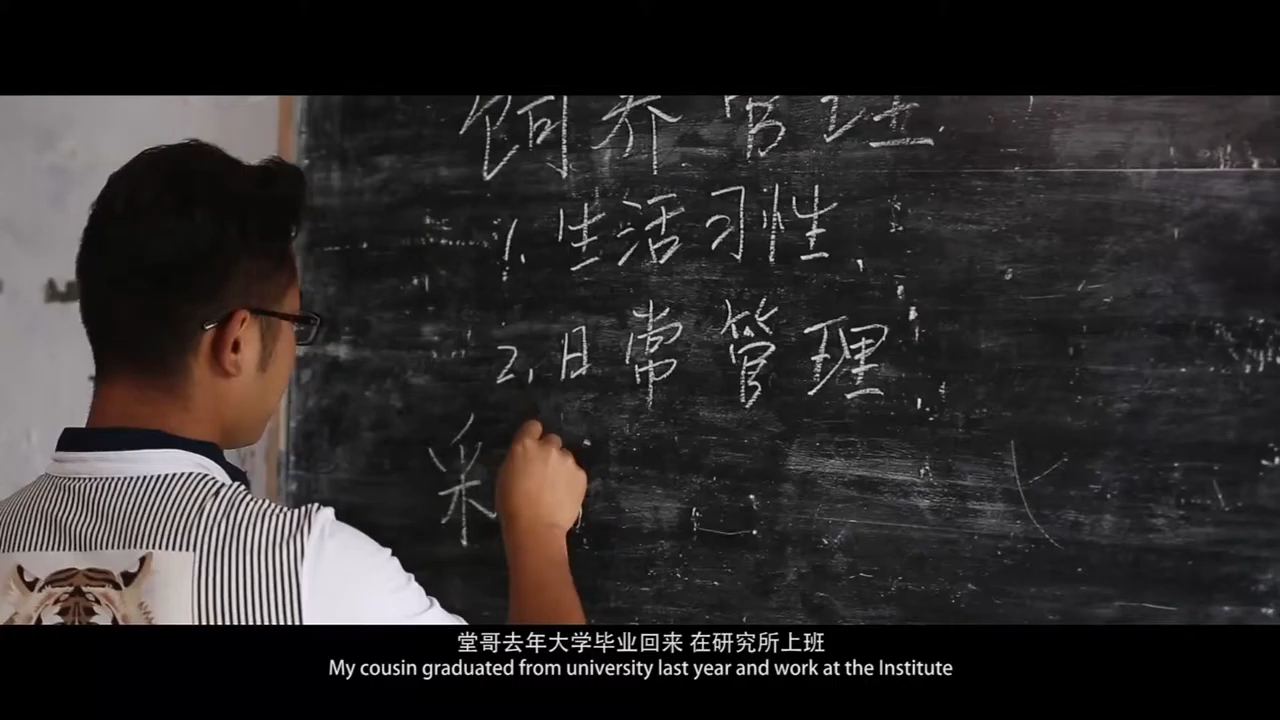 饲养管理.
1. 生活习性、
2. 日常管理、
采
堂哥去年大学毕业回来 在研究所上班
My cousin graduated from university last year and work at the Institute